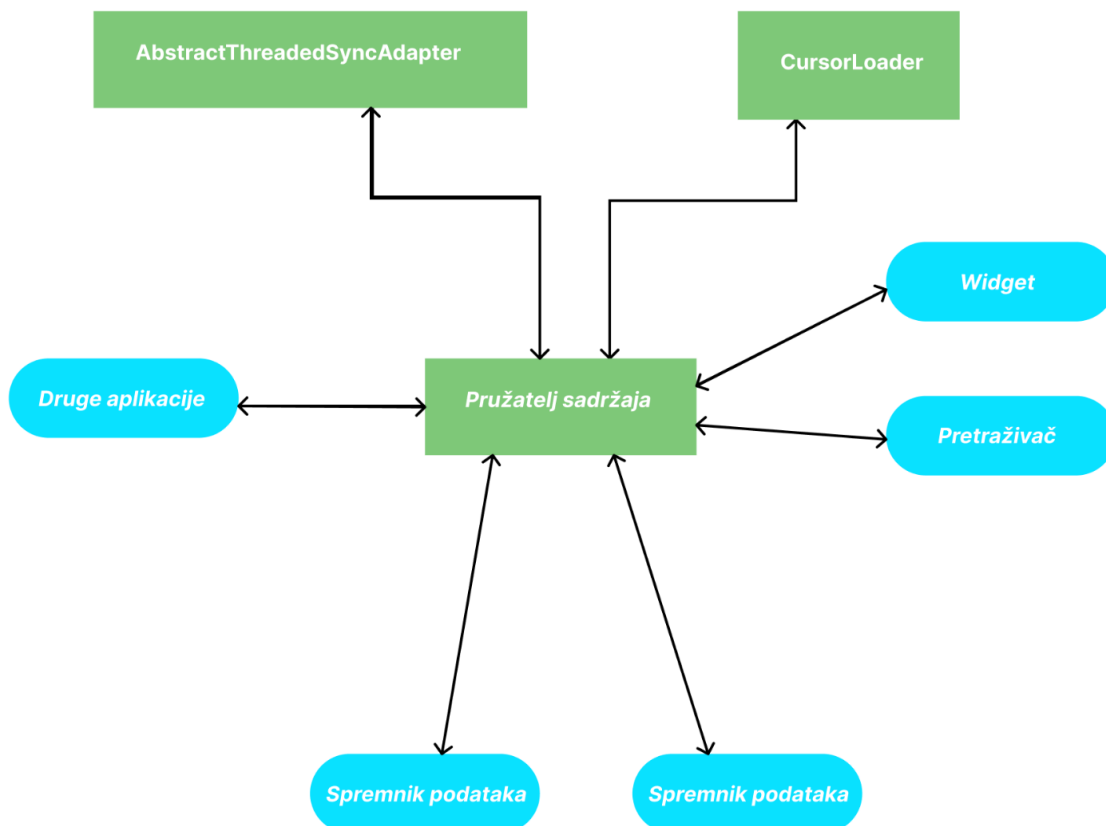 AbstractThreadedSyncAdapter
CursorLoader
Widget
Druge aplikacije
Pružatelj sadržaja
Pretraživač
Spremnik podataka
Spremnik podataka